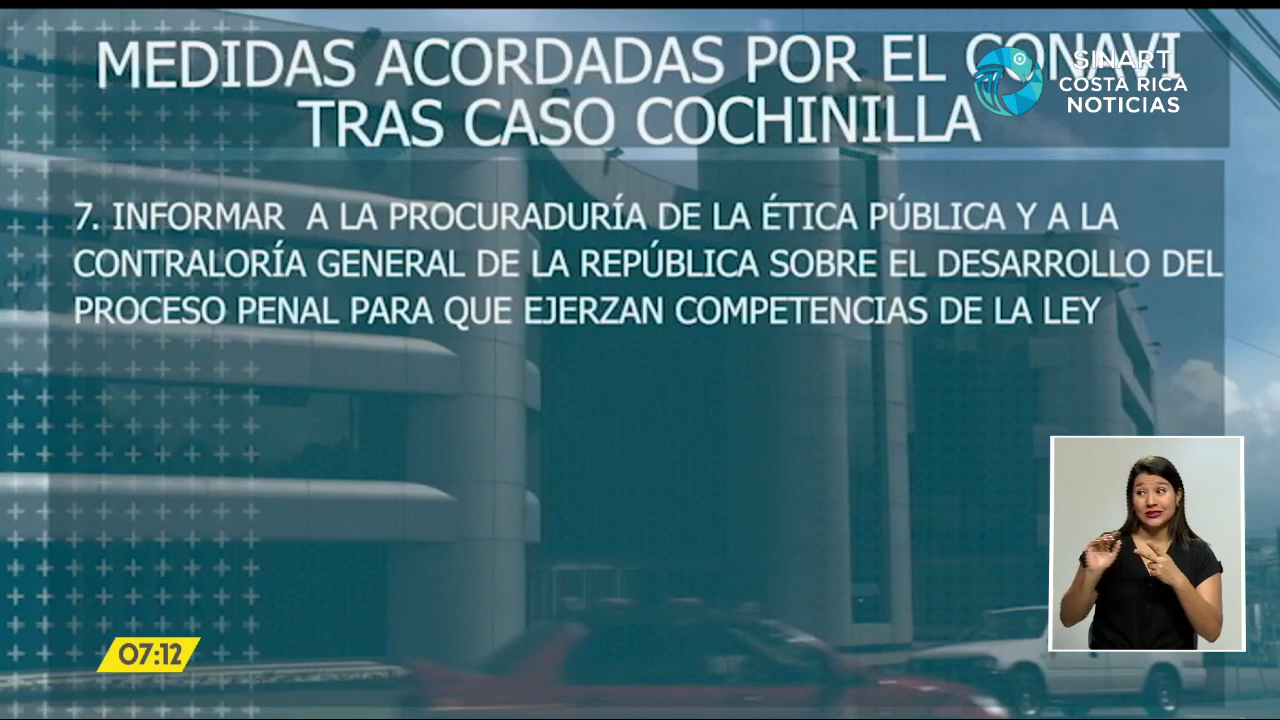 MEDIDAS ACORDADAS POR EL CONAVI
TRAS CASO COCHINILLA
SINART
COSTA RICA
NOTICIAS
7. INFORMAR A LA PROCURADURÍA DE LA ÉTICA PÚBLICA Y A LA
CONTRALORÍA GENERAL DE LA REPÚBLICA SOBRE EL DESARROLLO DEL
PROCESO PENAL PARA QUE EJERZAN COMPETENCIAS DE LA LEY
07:12